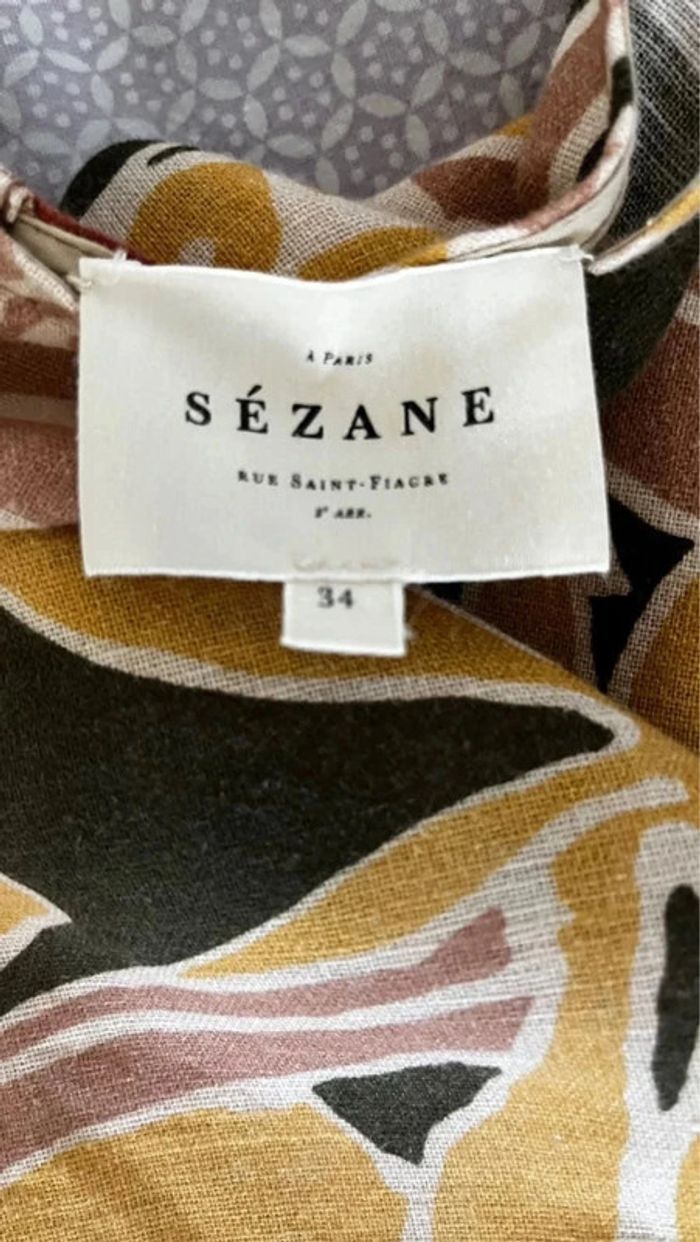 A PARIS
SÉZANE
RUE SAINT-FIACRE
2ᵉ ARR.
34